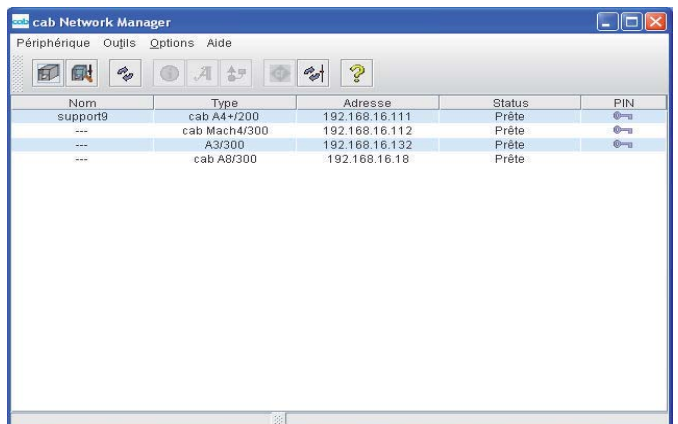 cab cab Network Manager
Périphérique Outils Options Aide
Nom Type Adresse Status PIN
support9 cab A4+/200 192.168.16.111 Prête
--- cab Mach4/300 192.168.16.112 Prête
--- A3/300 192.168.16.132 Prête
--- cab A8/300 192.168.16.18 Prête